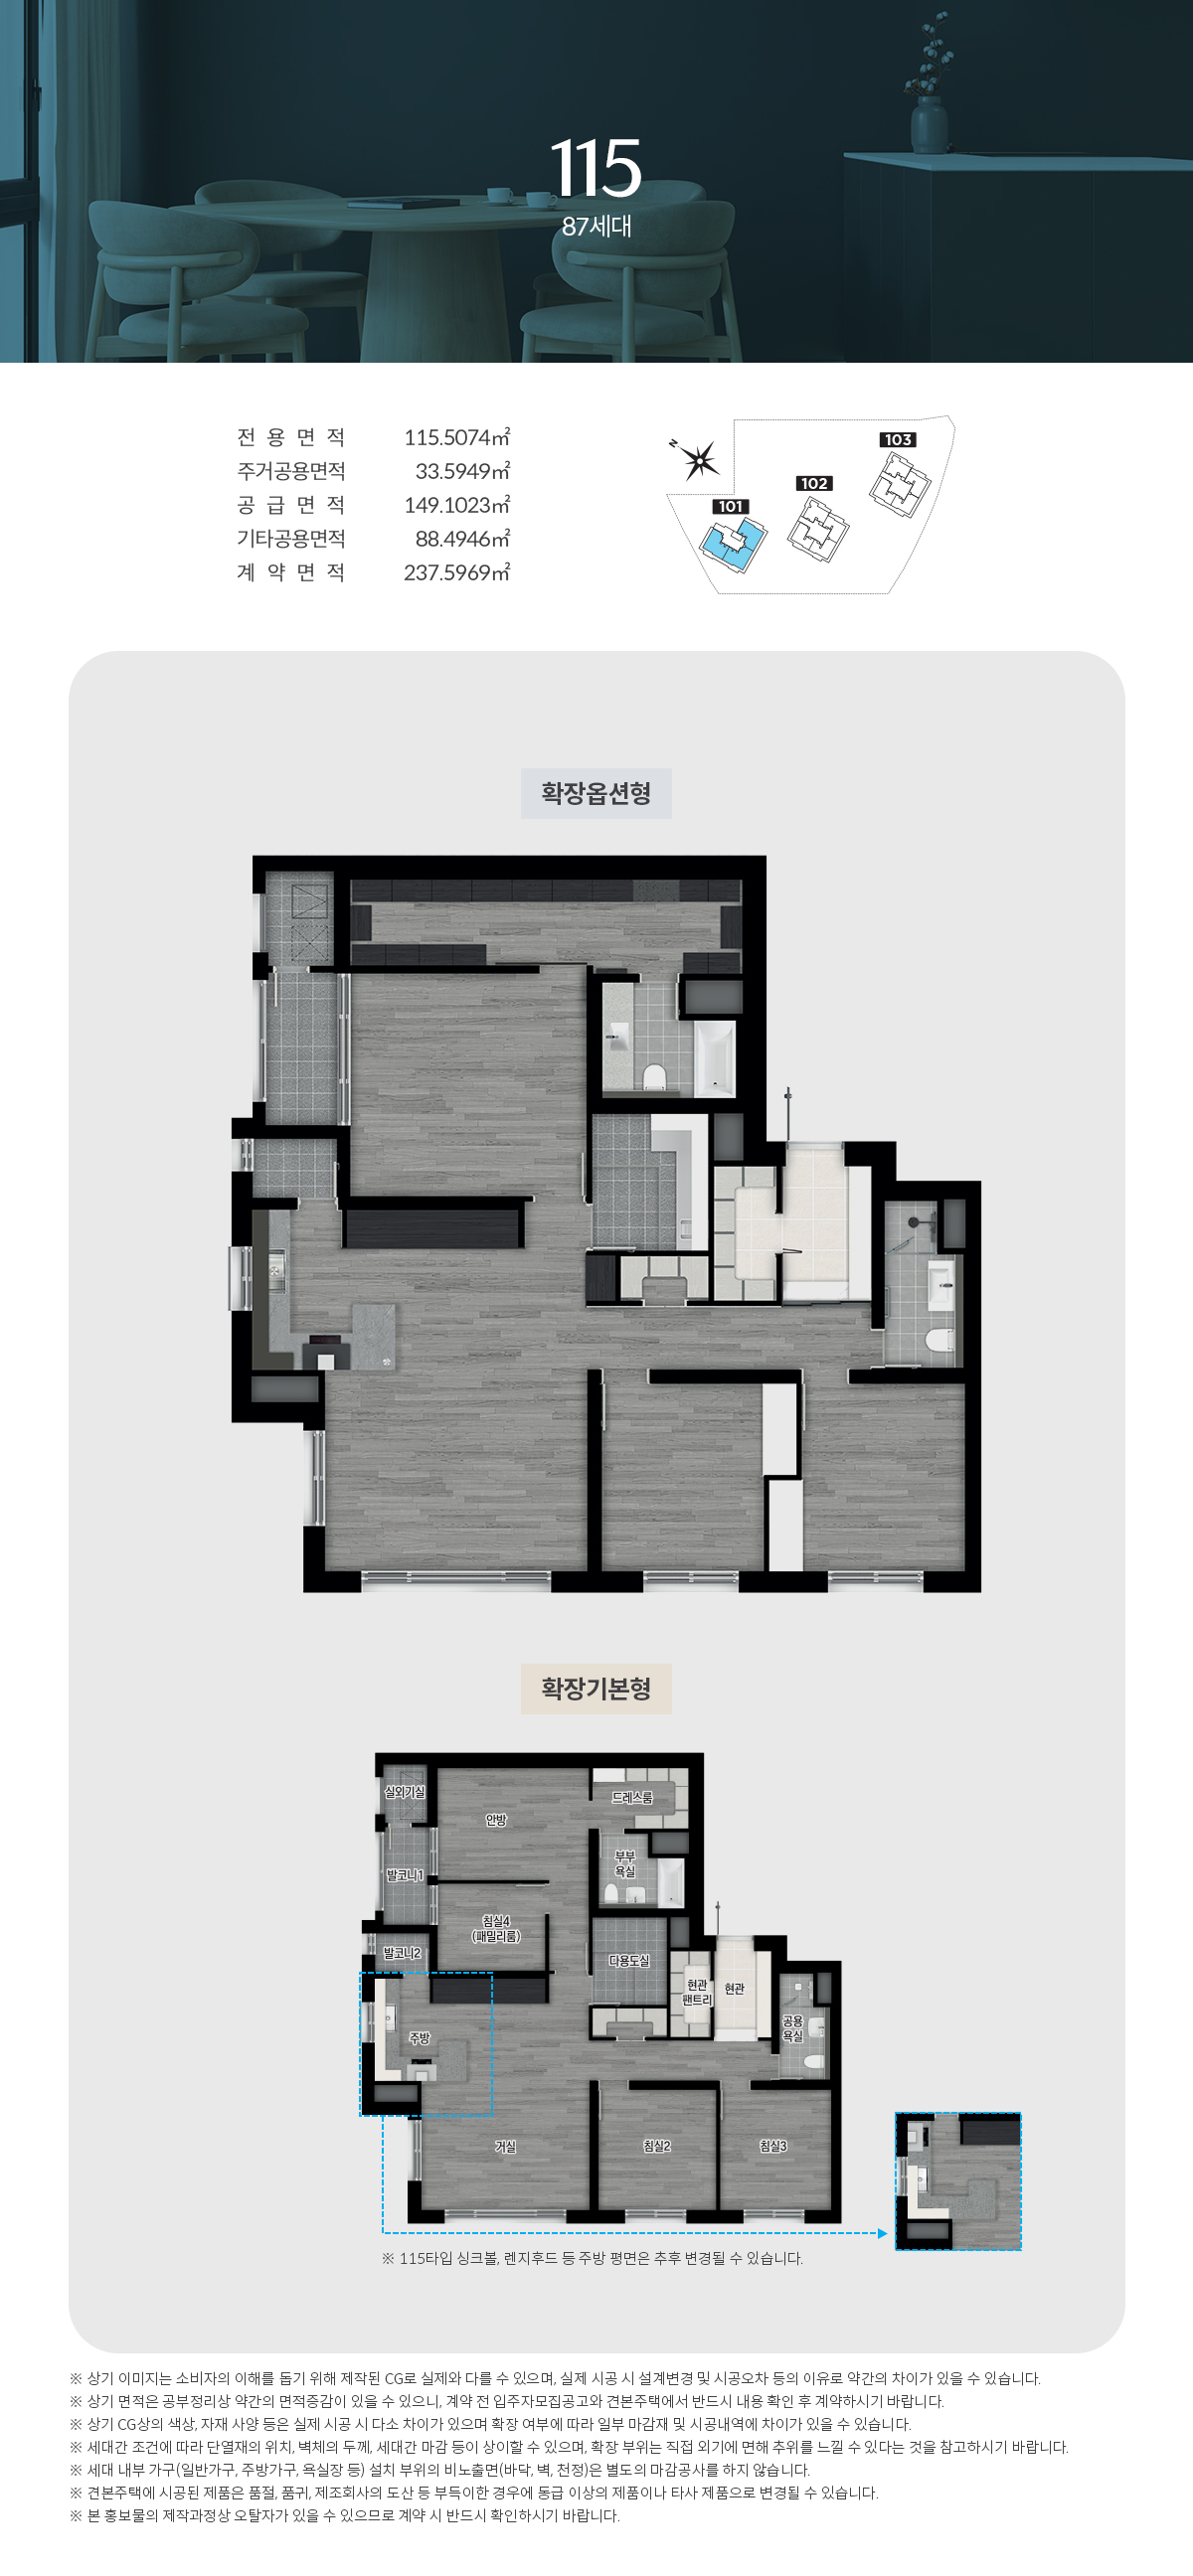 115
87세대
전용면적 115.5074㎡
주거공용면적 33.5949㎡
공급면적 149.1023㎡
기타공용면적 88.4946㎡
계약면적 237.5969㎡
N
101
102
103
확장옵션형
확장기본형
실외기실
안방
드레스룸
발코니1
부부
욕실
침실4
(패밀리룸)
발코니2
다용도실
현관
팬트리
현관
공용
욕실
주방
거실
침실2
침실3
※ 115타입 싱크볼, 렌지후드 등 주방 평면은 추후 변경될 수 있습니다.
※ 상기 이미지는 소비자의 이해를 돕기 위해 제작된 CG로 실제와 다를 수 있으며, 실제 시공 시 설계변경 및 시공오차 등의 이유로 약간의 차이가 있을 수 있습니다.
※ 상기 면적은 공부정리상 약간의 면적증감이 있을 수 있으니, 계약 전 입주자모집공고와 견본주택에서 반드시 내용 확인 후 계약하시기 바랍니다.
※ 상기 CG상의 색상, 자재 사양 등은 실제 시공 시 다소 차이가 있으며 확장 여부에 따라 일부 마감재 및 시공내역에 차이가 있을 수 있습니다.
※ 세대간 조건에 따라 단열재의 위치, 벽체의 두께, 세대간 마감 등이 상이할 수 있으며, 확장 부위는 직접 외기에 면해 추위를 느낄 수 있다는 것을 참고하시기 바랍니다.
※ 세대 내부 가구(일반가구, 주방가구, 욕실장 등) 설치 부위의 비노출면(바닥, 벽, 천정)은 별도의 마감공사를 하지 않습니다.
※ 견본주택에 시공된 제품은 품절, 품귀, 제조회사의 도산 등 부득이한 경우에 동급 이상의 제품이나 타사 제품으로 변경될 수 있습니다.
※ 본 홍보물의 제작과정상 오탈자가 있을 수 있으므로 계약 시 반드시 확인하시기 바랍니다.